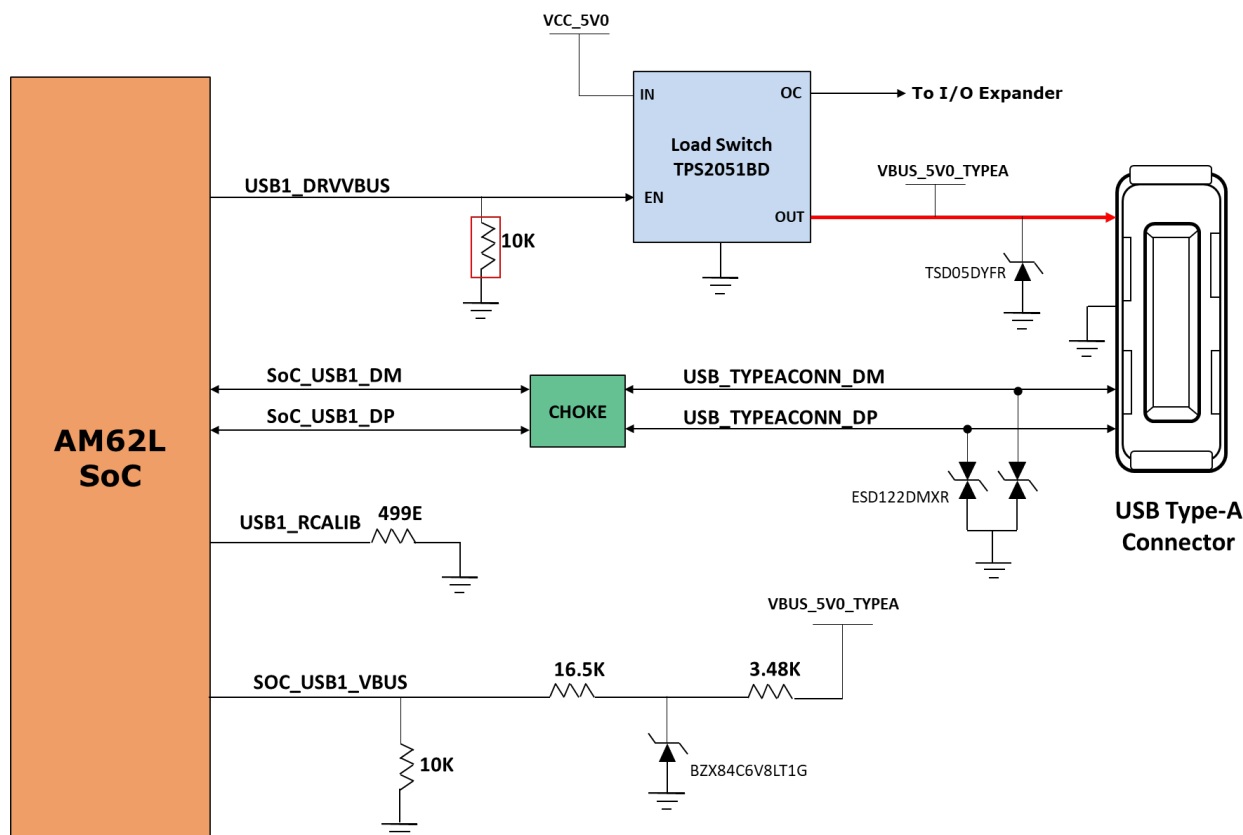 VCC_5V0
IN
OC
To I/O Expander
Load Switch
TPS2051BD
USB1_DRVVBUS
EN
VBUS_5V0_TYPEA
OUT
10K
TSD05DYFR
SoC_USB1_DM
USB_TYPEACONN_DM
CHOKE
SoC_USB1_DP
USB_TYPEACONN_DP
AM62L
SoC
ESD122DMXR
USB Type-A
Connector
USB1_RCALIB
499E
VBUS_5V0_TYPEA
SOC_USB1_VBUS
16.5K
3.48K
10K
BZX84C6V8LT1G